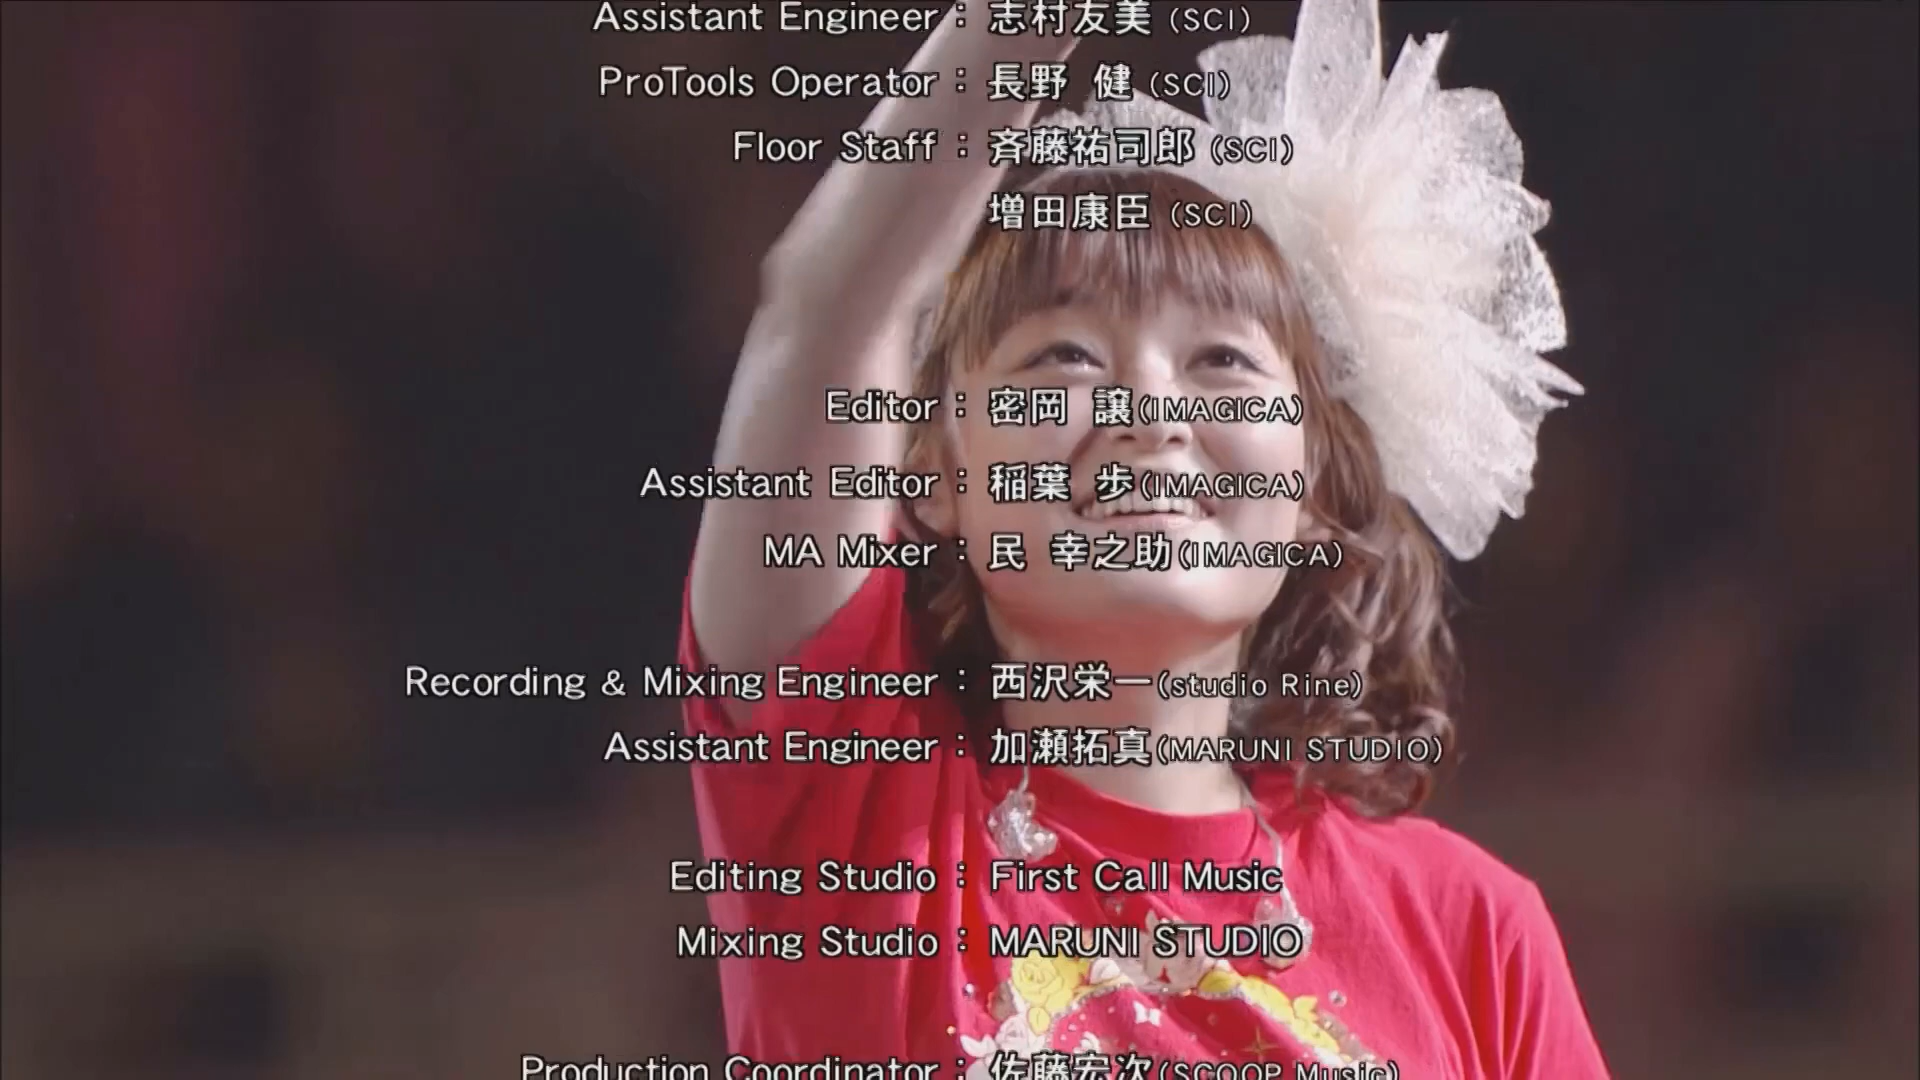 Assistant Engineer : 志村友美 (SCI)
ProTools Operator : 長野 健 (SCI)
Floor Staff : 斉藤祐司郎 (SCI)
増田康臣 (SCI)
Editor : 密岡 譲(IMAGICA)
Assistant Editor : 稲葉 歩(IMAGICA)
MA Mixer : 民 幸之助(IMAGICA)
Recording & Mixing Engineer : 西沢栄一(studio Rine)
Assistant Engineer : 加瀬拓真(MARUNI STUDIO)
Editing Studio : First Call Music
Mixing Studio : MARUNI STUDIO
Production Coordinator : 佐藤宏次(SCOOP Music)